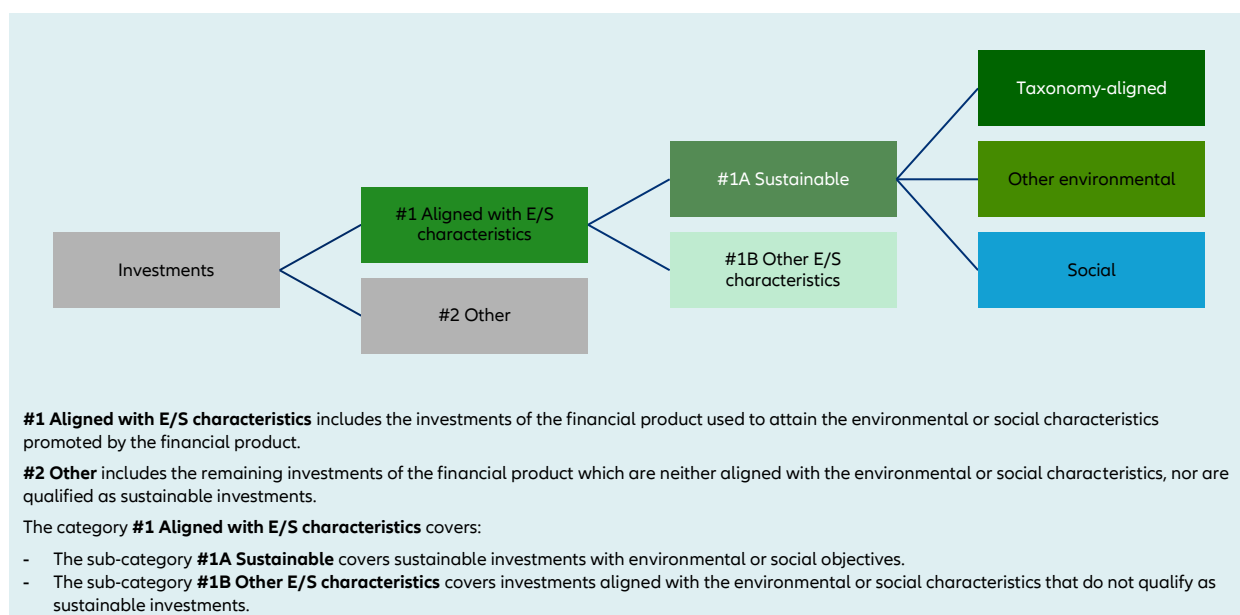 Taxonomy-aligned
#1A Sustainable
Other environmental
#1 Aligned with E/S
characteristics
#1B Other E/S
characteristics
Investments
Social
#2 Other
#1 Aligned with E/S characteristics includes the investments of the financial product used to attain the environmental or social characteristics
promoted by the financial product.
#2 Other includes the remaining investments of the financial product which are neither aligned with the environmental or social characteristics, nor are
qualified as sustainable investments.
The category #1 Aligned with E/S characteristics covers:
- The sub-category #1A Sustainable covers sustainable investments with environmental or social objectives.
- The sub-category #1B Other E/S characteristics covers investments aligned with the environmental or social characteristics that do not qualify as
sustainable investments.